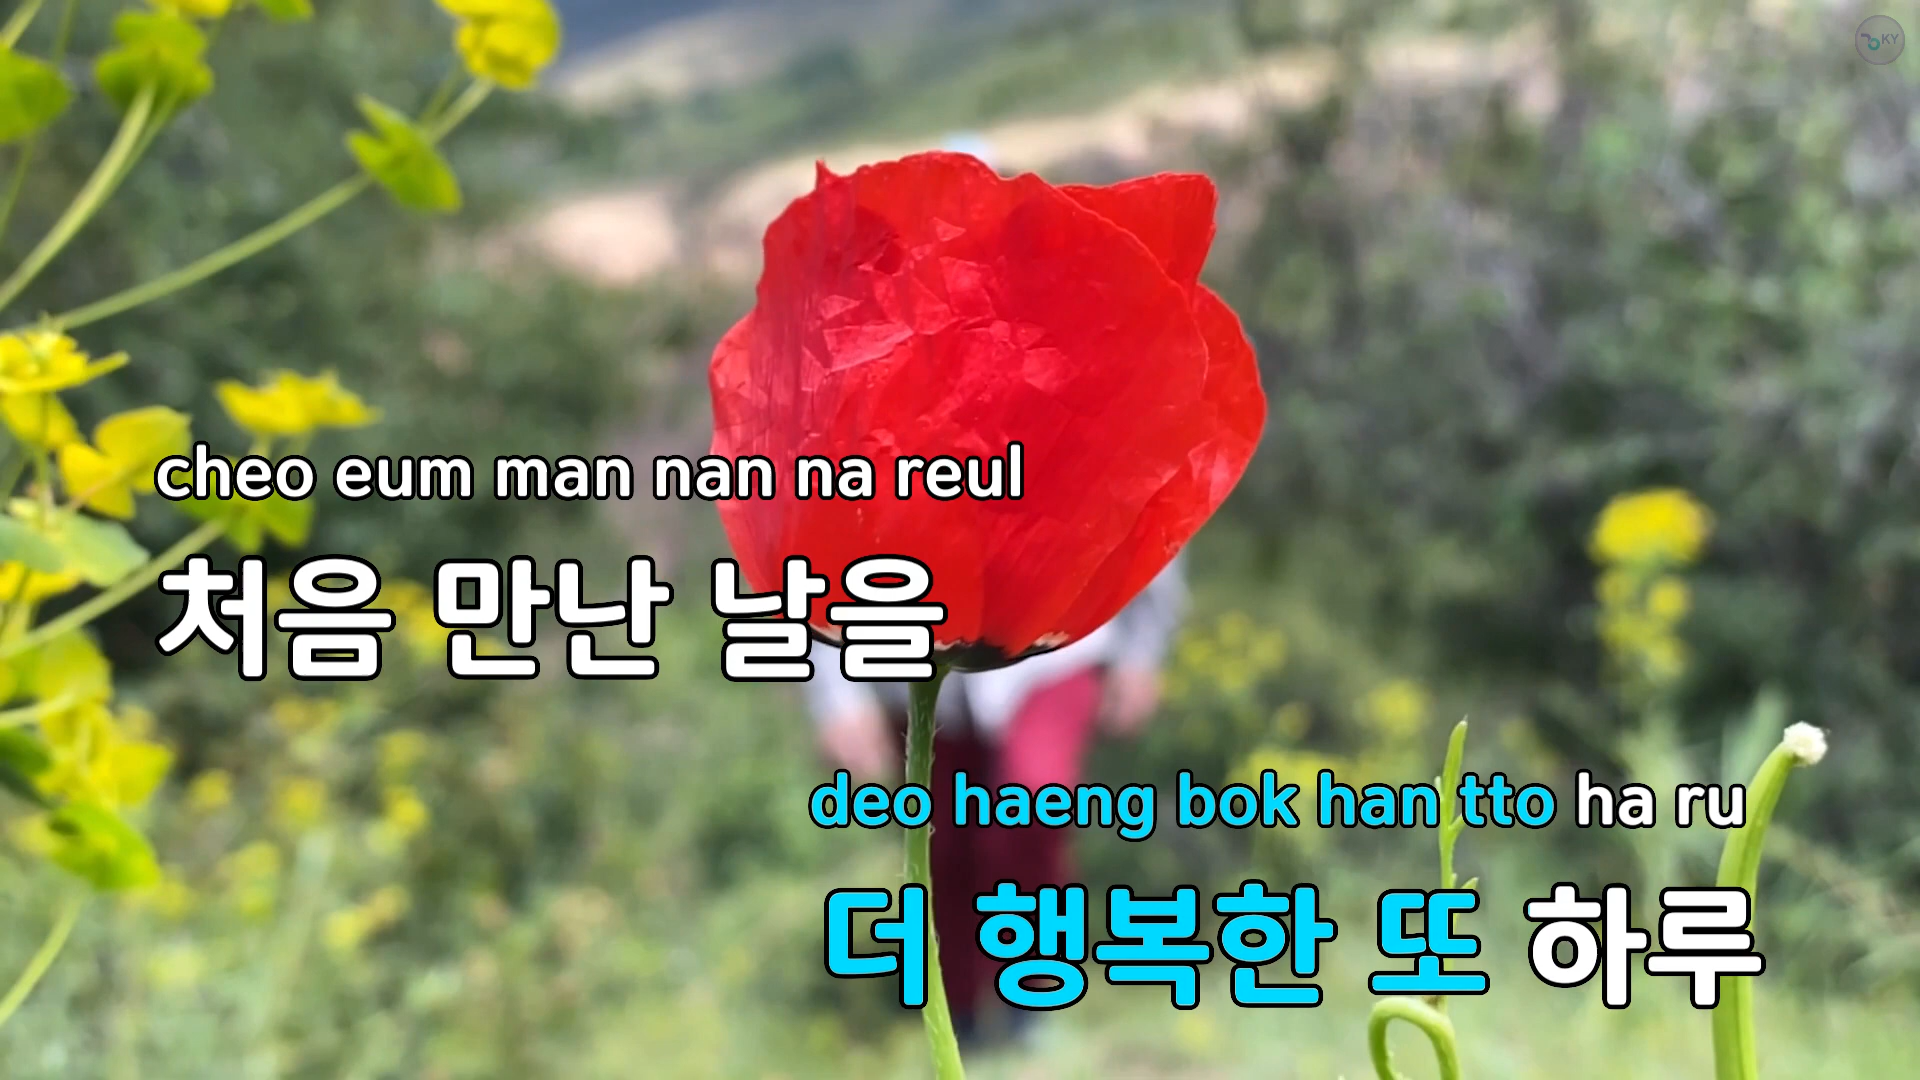 KY
cheo eum man nan na reul
처음 만난 날을
deo haeng bok han tto ha ru
더 행복한 또 하루